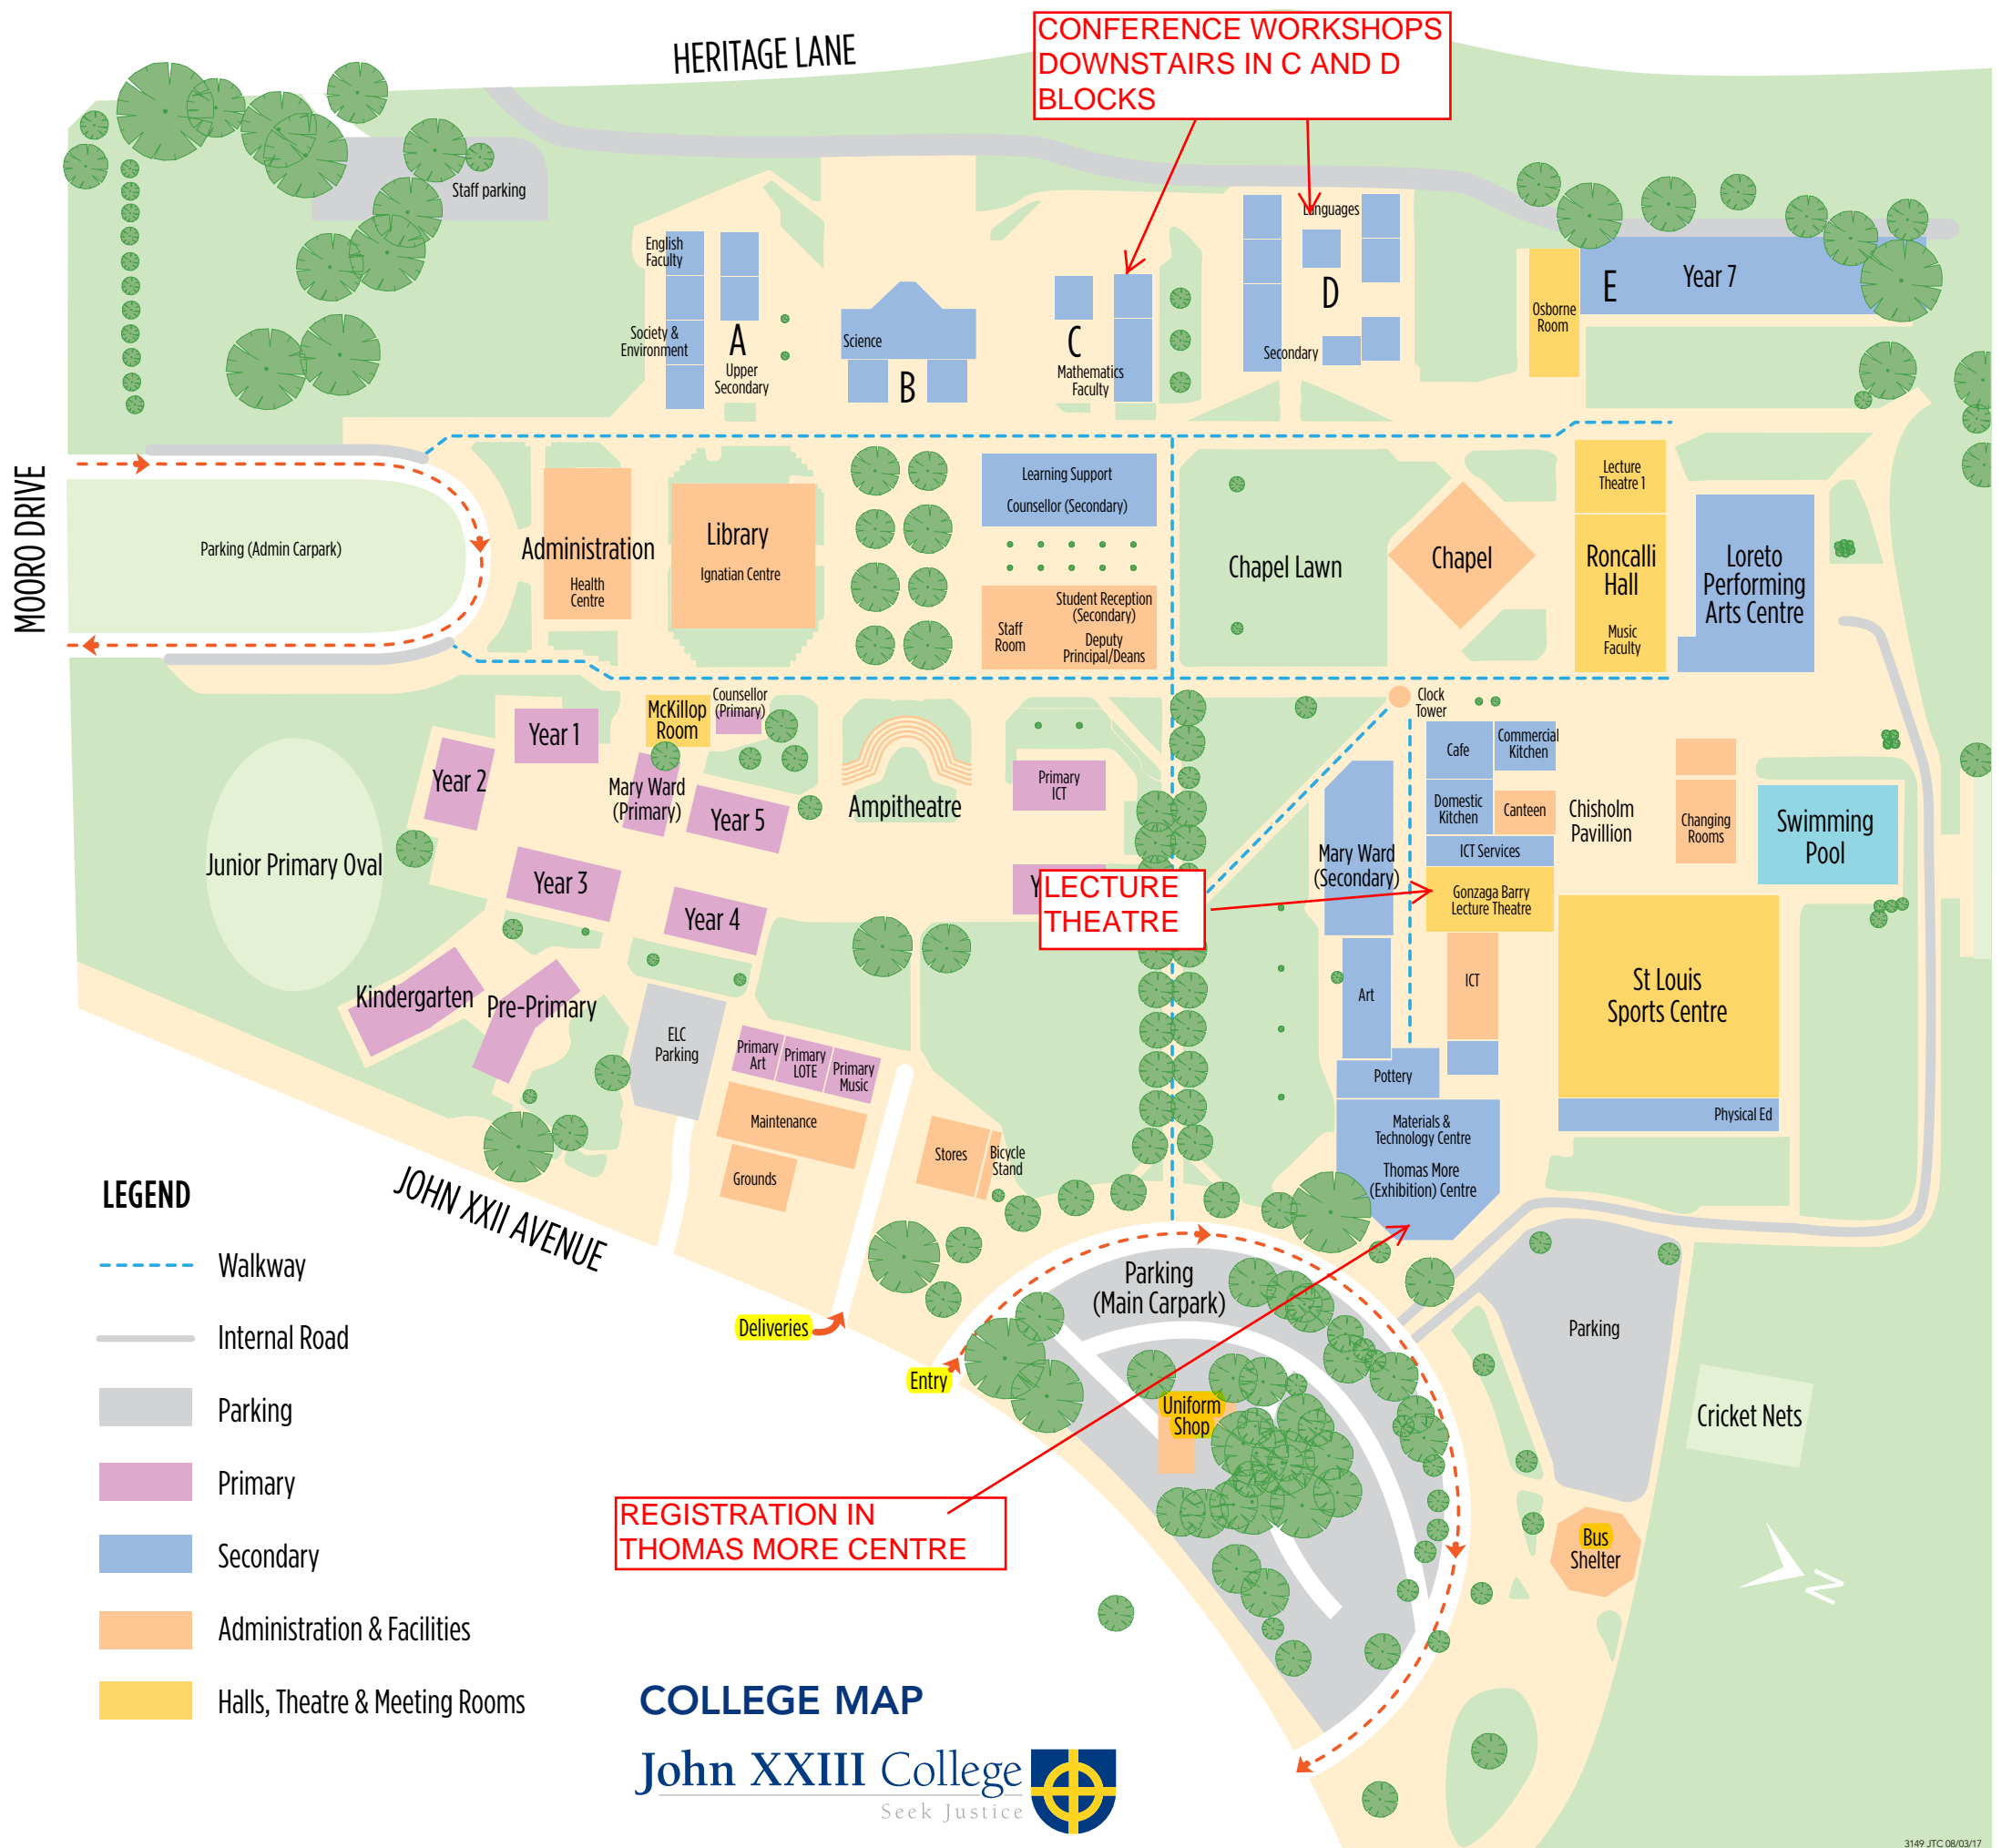 HERITAGE LANE
CONFERENCE WORKSHOPS
DOWNSTAIRS IN C AND D
BLOCKS
Staff parking
Languages
English
Faculty
Society &
Environment
A
Upper
Secondary
Science
B
C
Mathematics
Faculty
D
Secondary
Osborne
Room
E
Year 7
MOORO DRIVE
Parking (Admin Carpark)
Administration
Health
Centre
Library
Ignatian Centre
Learning Support
Counsellor (Secondary)
Student Reception
(Secondary)
Staff
Room
Deputy
Principal/Deans
Chapel Lawn
Chapel
Lecture
Theatre 1
Roncalli
Hall
Music
Faculty
Loreto
Performing
Arts Centre
Clock
Tower
Year 1
McKillop
Room
Counsellor
(Primary)
Year 2
Mary Ward
(Primary)
Year 5
Ampitheatre
Primary
ICT
Cafe
Commercial
Kitchen
Domestic
Kitchen
Canteen
Chisholm
Pavillion
Changing
Rooms
Swimming
Pool
Junior Primary Oval
Year 3
Year 4
Y
LECTURE
THEATRE
Mary Ward
(Secondary)
ICT Services
Gonzaga Barry
Lecture Theatre
Kindergarten
Pre-Primary
ELC
Parking
Primary
Art
Primary
LOTE
Primary
Music
Art
ICT
St Louis
Sports Centre
Pottery
Physical Ed
Maintenance
Grounds
Stores
Bicycle
Stand
Materials &
Technology Centre
Thomas More
(Exhibition) Centre
JOHN XXII AVENUE
Deliveries
Entry
Parking
(Main Carpark)
Uniform
Shop
Parking
Cricket Nets
Bus
Shelter
N
REGISTRATION IN
THOMAS MORE CENTRE
LEGEND
Walkway
Internal Road
Parking
Primary
Secondary
Administration & Facilities
Halls, Theatre & Meeting Rooms
COLLEGE MAP
John XXIII College
Seek Justice
3149 JTC 08/03/17